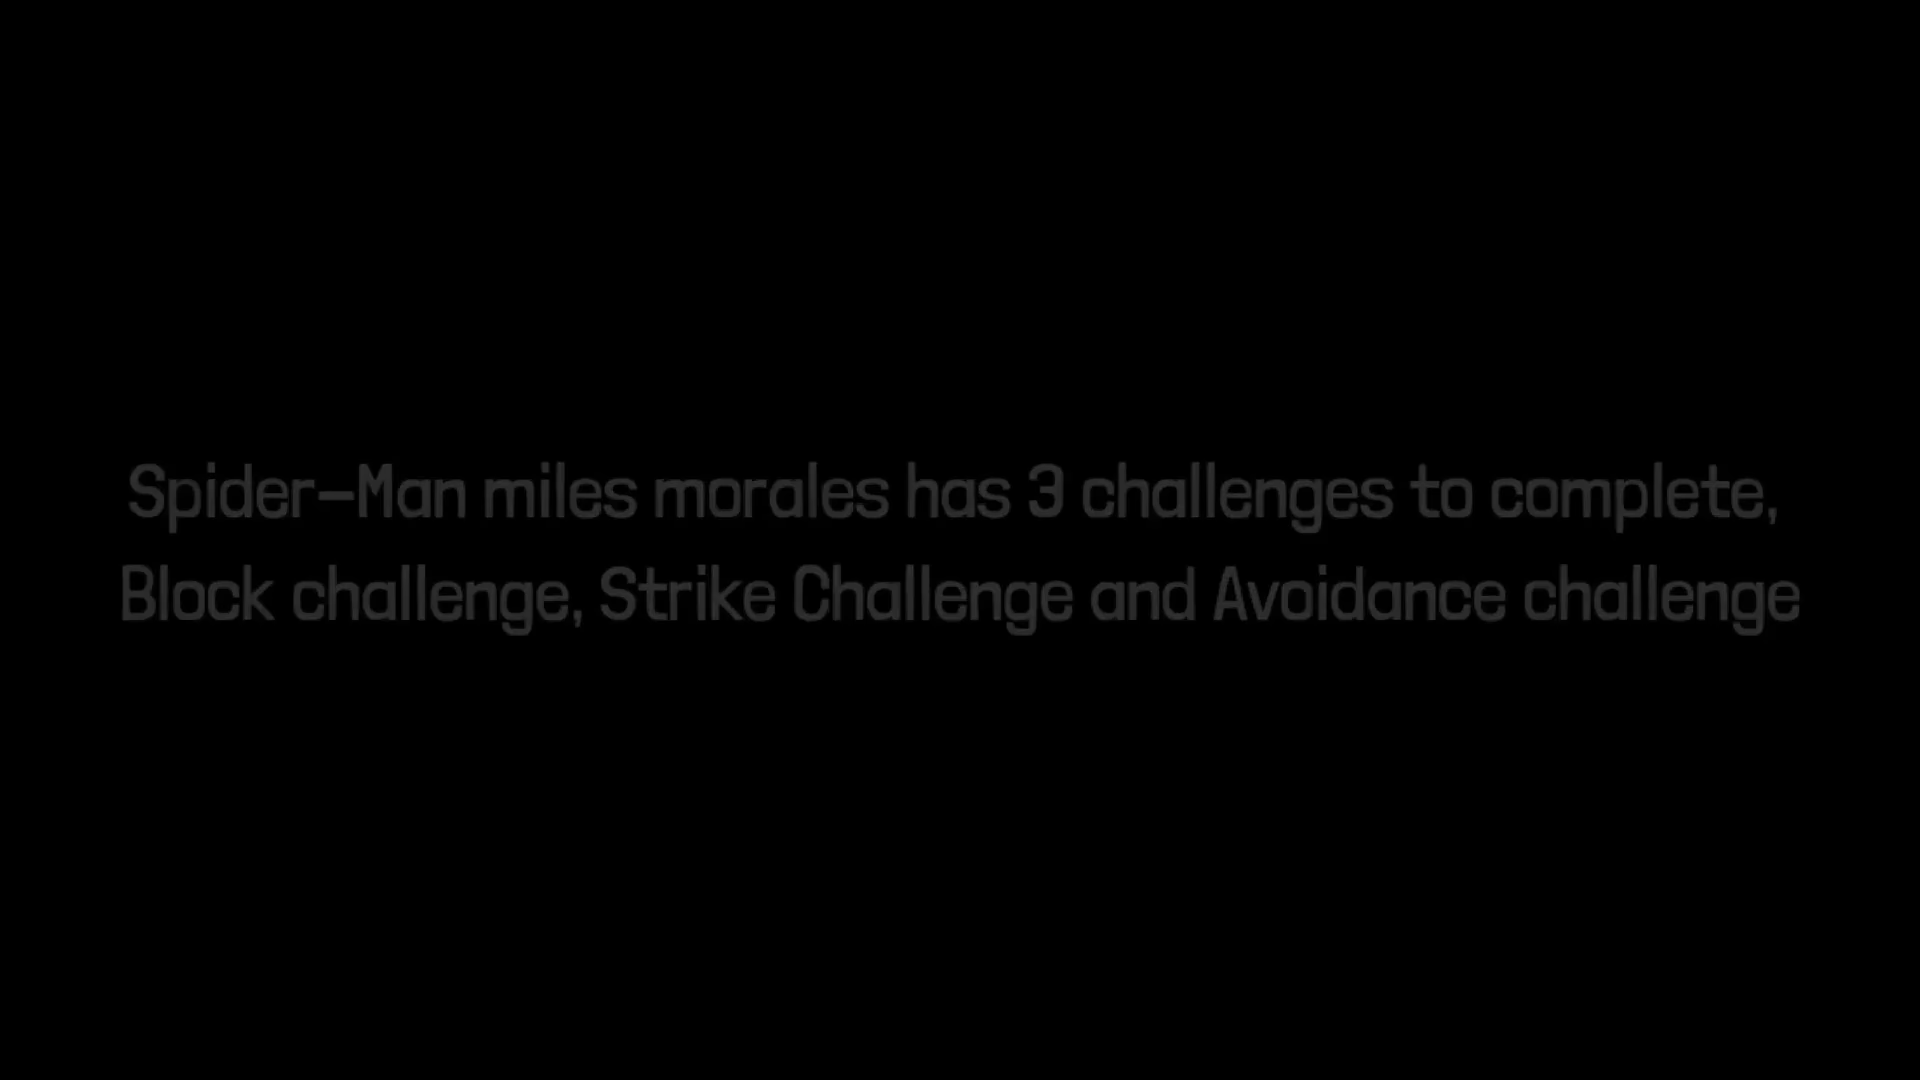 Spider-Man miles morales has 3 challenges to complete,
Block challenge, Strike Challenge and Avoidance challenge